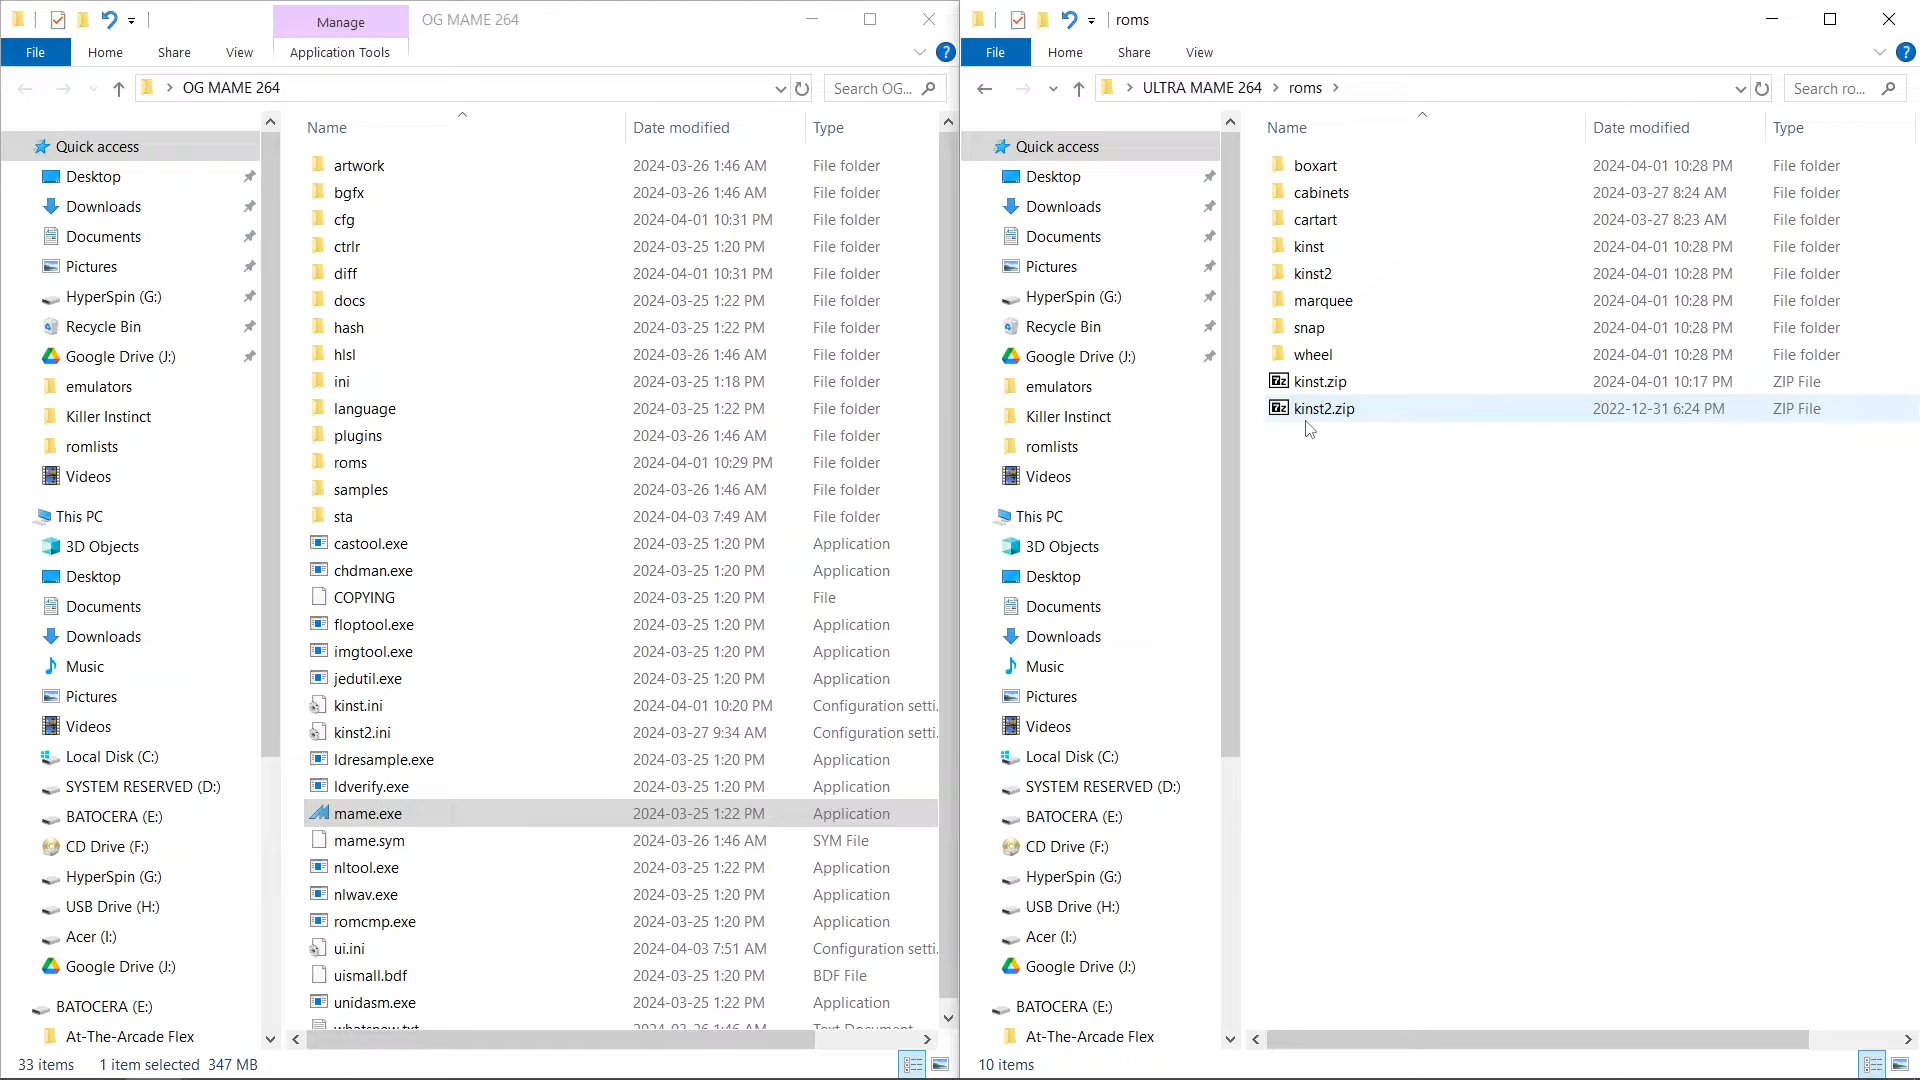 Manage
OG MAME 264
File
Home
Share
View
Application Tools
OG MAME 264
Search OG...
Name
Date modified
Type
Quick access
Desktop
Downloads
Documents
Pictures
HyperSpin (G:)
Recycle Bin
Google Drive (J:)
emulators
Killer Instinct
romlists
Videos
This PC
3D Objects
Desktop
Documents
Downloads
Music
Pictures
Videos
Local Disk (C:)
SYSTEM RESERVED (D:)
BATOCERA (E:)
CD Drive (F:)
HyperSpin (G:)
USB Drive (H:)
Acer (I:)
Google Drive (J:)
BATOCERA (E:)
At-The-Arcade Flex
artwork 2024-03-26 1:46 AM File folder
bgfx 2024-03-26 1:46 AM File folder
cfg 2024-04-01 10:31 PM File folder
ctrlr 2024-03-25 1:20 PM File folder
diff 2024-04-01 10:31 PM File folder
docs 2024-03-25 1:22 PM File folder
hash 2024-03-25 1:22 PM File folder
hlsl 2024-03-26 1:46 AM File folder
ini 2024-03-25 1:18 PM File folder
language 2024-03-25 1:22 PM File folder
plugins 2024-03-26 1:46 AM File folder
roms 2024-04-01 10:29 PM File folder
samples 2024-03-26 1:46 AM File folder
sta 2024-04-03 7:49 AM File folder
castool.exe 2024-03-25 1:20 PM Application
chdman.exe 2024-03-25 1:20 PM Application
COPYING 2024-03-25 1:20 PM File
floptool.exe 2024-03-25 1:20 PM Application
imgtool.exe 2024-03-25 1:20 PM Application
jedutil.exe 2024-03-25 1:20 PM Application
kinst.ini 2024-04-01 10:20 PM Configuration setti.
kinst2.ini 2024-03-27 9:34 AM Configuration setti.
ldresample.exe 2024-03-25 1:20 PM Application
ldverify.exe 2024-03-25 1:20 PM Application
mame.exe 2024-03-25 1:22 PM Application
mame.sym 2024-03-26 1:46 AM SYM File
nltool.exe 2024-03-25 1:22 PM Application
nlwav.exe 2024-03-25 1:20 PM Application
romcmp.exe 2024-03-25 1:20 PM Application
ui.ini 2024-04-03 7:51 AM Configuration setti.
uismall.bdf 2024-03-25 1:20 PM BDF File
unidasm.exe 2024-03-25 1:22 PM Application
whatsnew.txt 2024-03-26 1:46 AM Text Document
33 items 1 item selected 347 MB
roms
File
Home
Share
View
ULTRA MAME 264 roms
Search ro...
Name
Date modified
Type
Quick access
Desktop
Downloads
Documents
Pictures
HyperSpin (G:)
Recycle Bin
Google Drive (J:)
emulators
Killer Instinct
romlists
Videos
This PC
3D Objects
Desktop
Documents
Downloads
Music
Pictures
Videos
Local Disk (C:)
SYSTEM RESERVED (D:)
BATOCERA (E:)
CD Drive (F:)
HyperSpin (G:)
USB Drive (H:)
Acer (I:)
Google Drive (J:)
BATOCERA (E:)
At-The-Arcade Flex
boxart 2024-04-01 10:28 PM File folder
cabinets 2024-03-27 8:24 AM File folder
cartart 2024-03-27 8:23 AM File folder
kinst 2024-04-01 10:28 PM File folder
kinst2 2024-04-01 10:28 PM File folder
marquee 2024-04-01 10:28 PM File folder
snap 2024-04-01 10:28 PM File folder
wheel 2024-04-01 10:28 PM File folder
kinst.zip 2024-04-01 10:17 PM ZIP File
kinst2.zip 2022-12-31 6:24 PM ZIP File
10 items